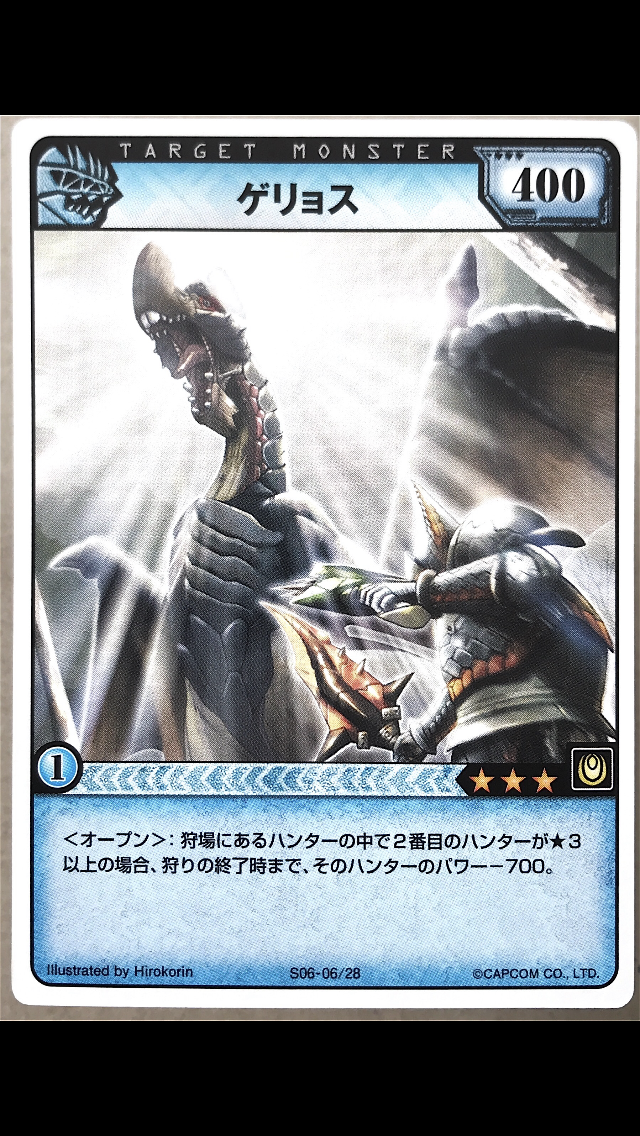 TARGET MONSTER
ゲリョス
400
1
★★★
＜オープン＞：狩場にあるハンターの中で２番目のハンターが★３
以上の場合、狩りの終了時まで、そのハンターのパワー－700。
Illustrated by Hirokorin
S06-06/28
©CAPCOM CO., LTD.